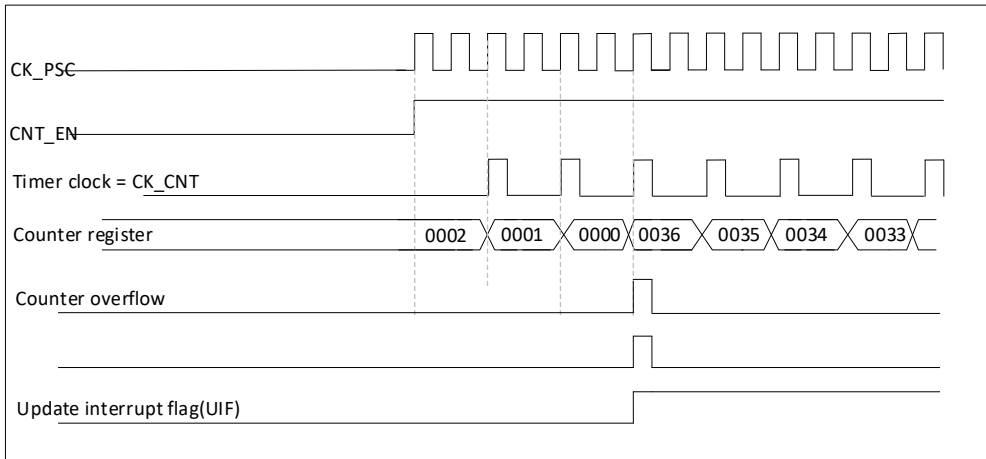 CK_PSC
CNT_EN
Timer clock = CK_CNT
Counter register 0002 0001 0000 0036 0035 0034 0033
Counter overflow
Update interrupt flag(UIF)